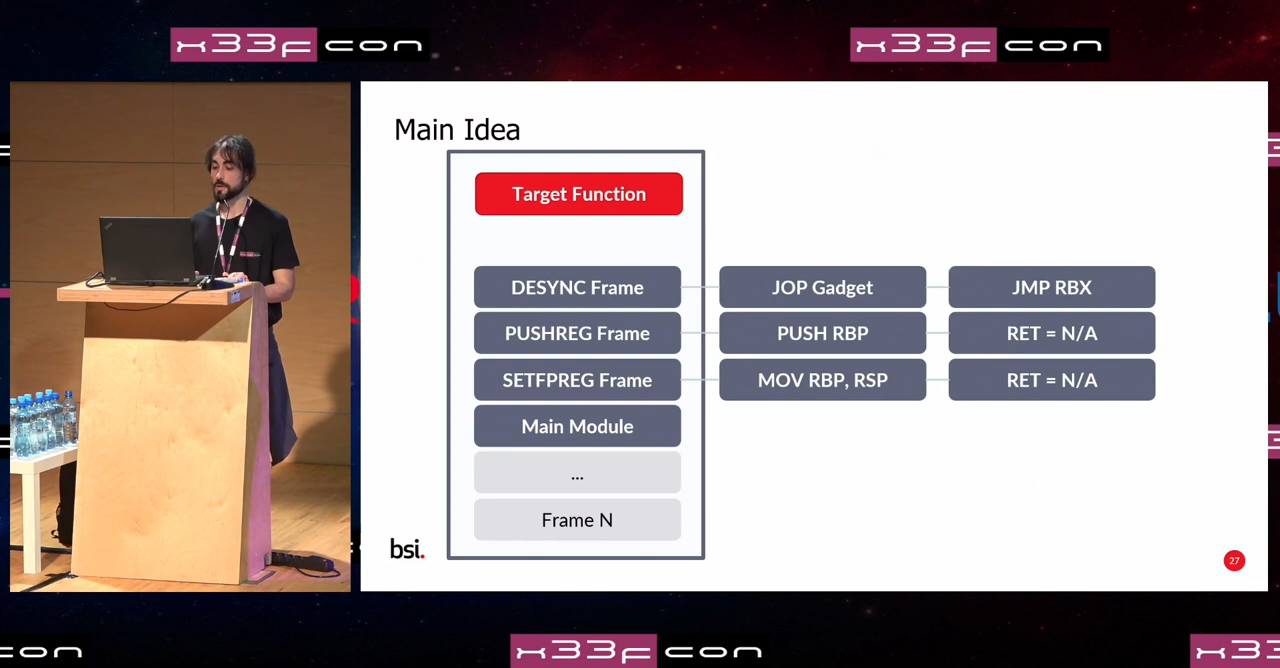 x33fcon
x33fcon
Main Idea
Target Function
DESYNC Frame JOP Gadget JMP RBX
PUSHREG Frame PUSH RBP RET = N/A
SETFPREG Frame MOV RBP, RSP RET = N/A
Main Module
...
Frame N
bsi.
27
con
x33fcon
x33